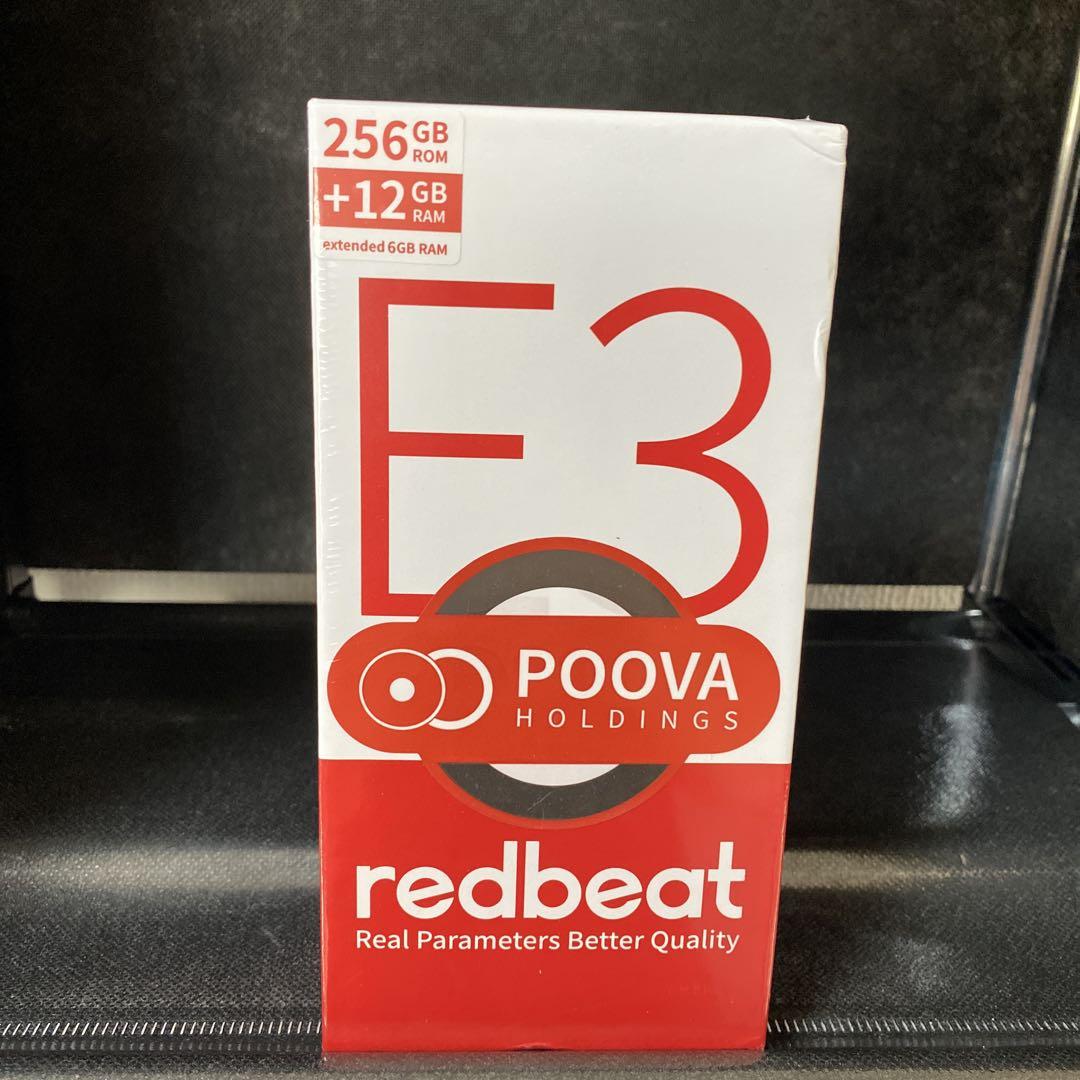 256 GB ROM
+12 GB RAM
extended 6GB RAM
E3
POOVA
HOLDINGS
redbeat
Real Parameters Better Quality